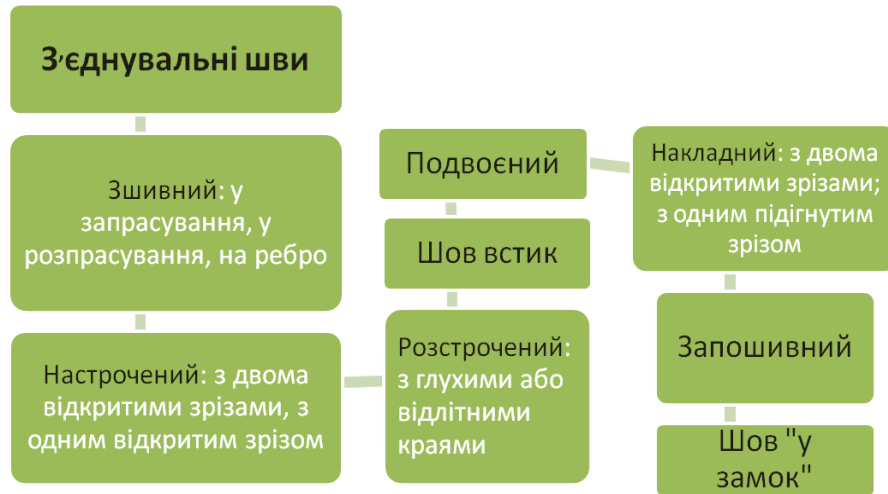 З'єднувальні шви
Зшивний: у
запрасування, у
розпрасування, на ребро
Настрочений: з двома
відкритими зрізами, з
одним відкритим зрізом
Розстрочений:
з глухими або
відлітними
краями
Шов встик
Подвоєний
Накладний: з двома
відкритими зрізами;
з одним підігнутим
зрізом
Запошивний
Шов "у
замок"